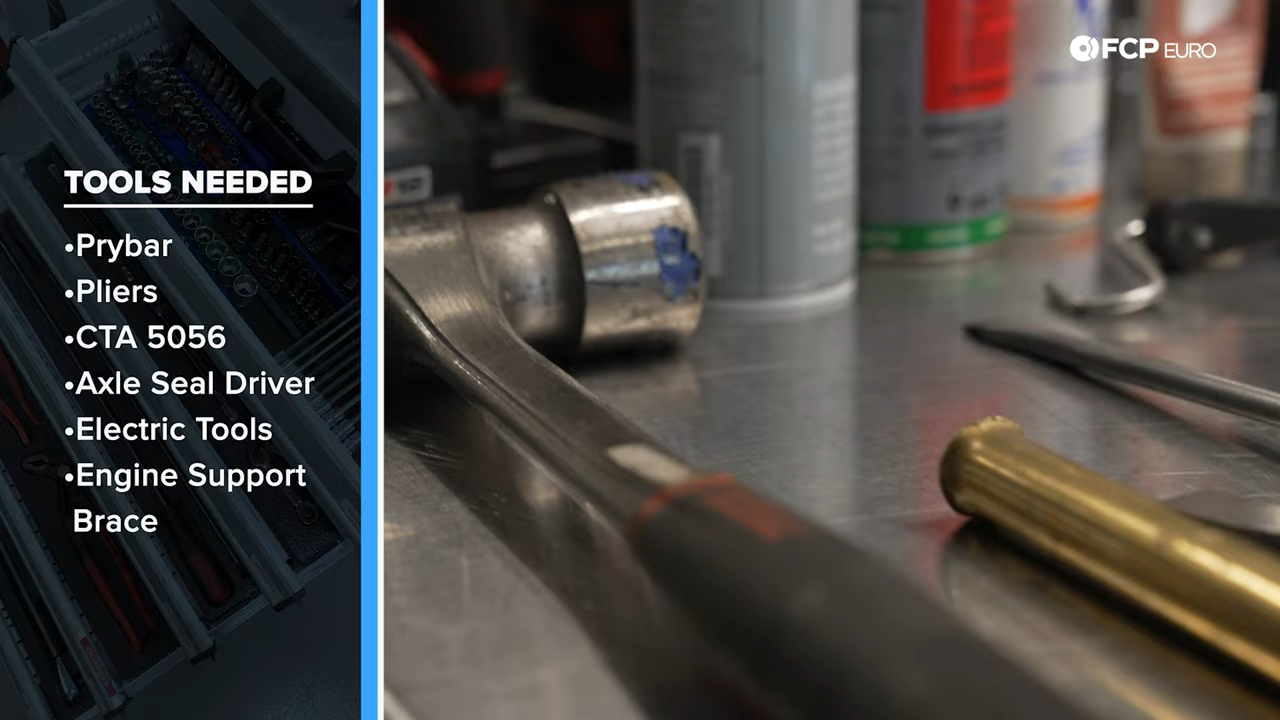 FCP EURO
TOOLS NEEDED
•Prybar
•Pliers
•CTA 5056
•Axle Seal Driver
•Electric Tools
•Engine Support
Brace